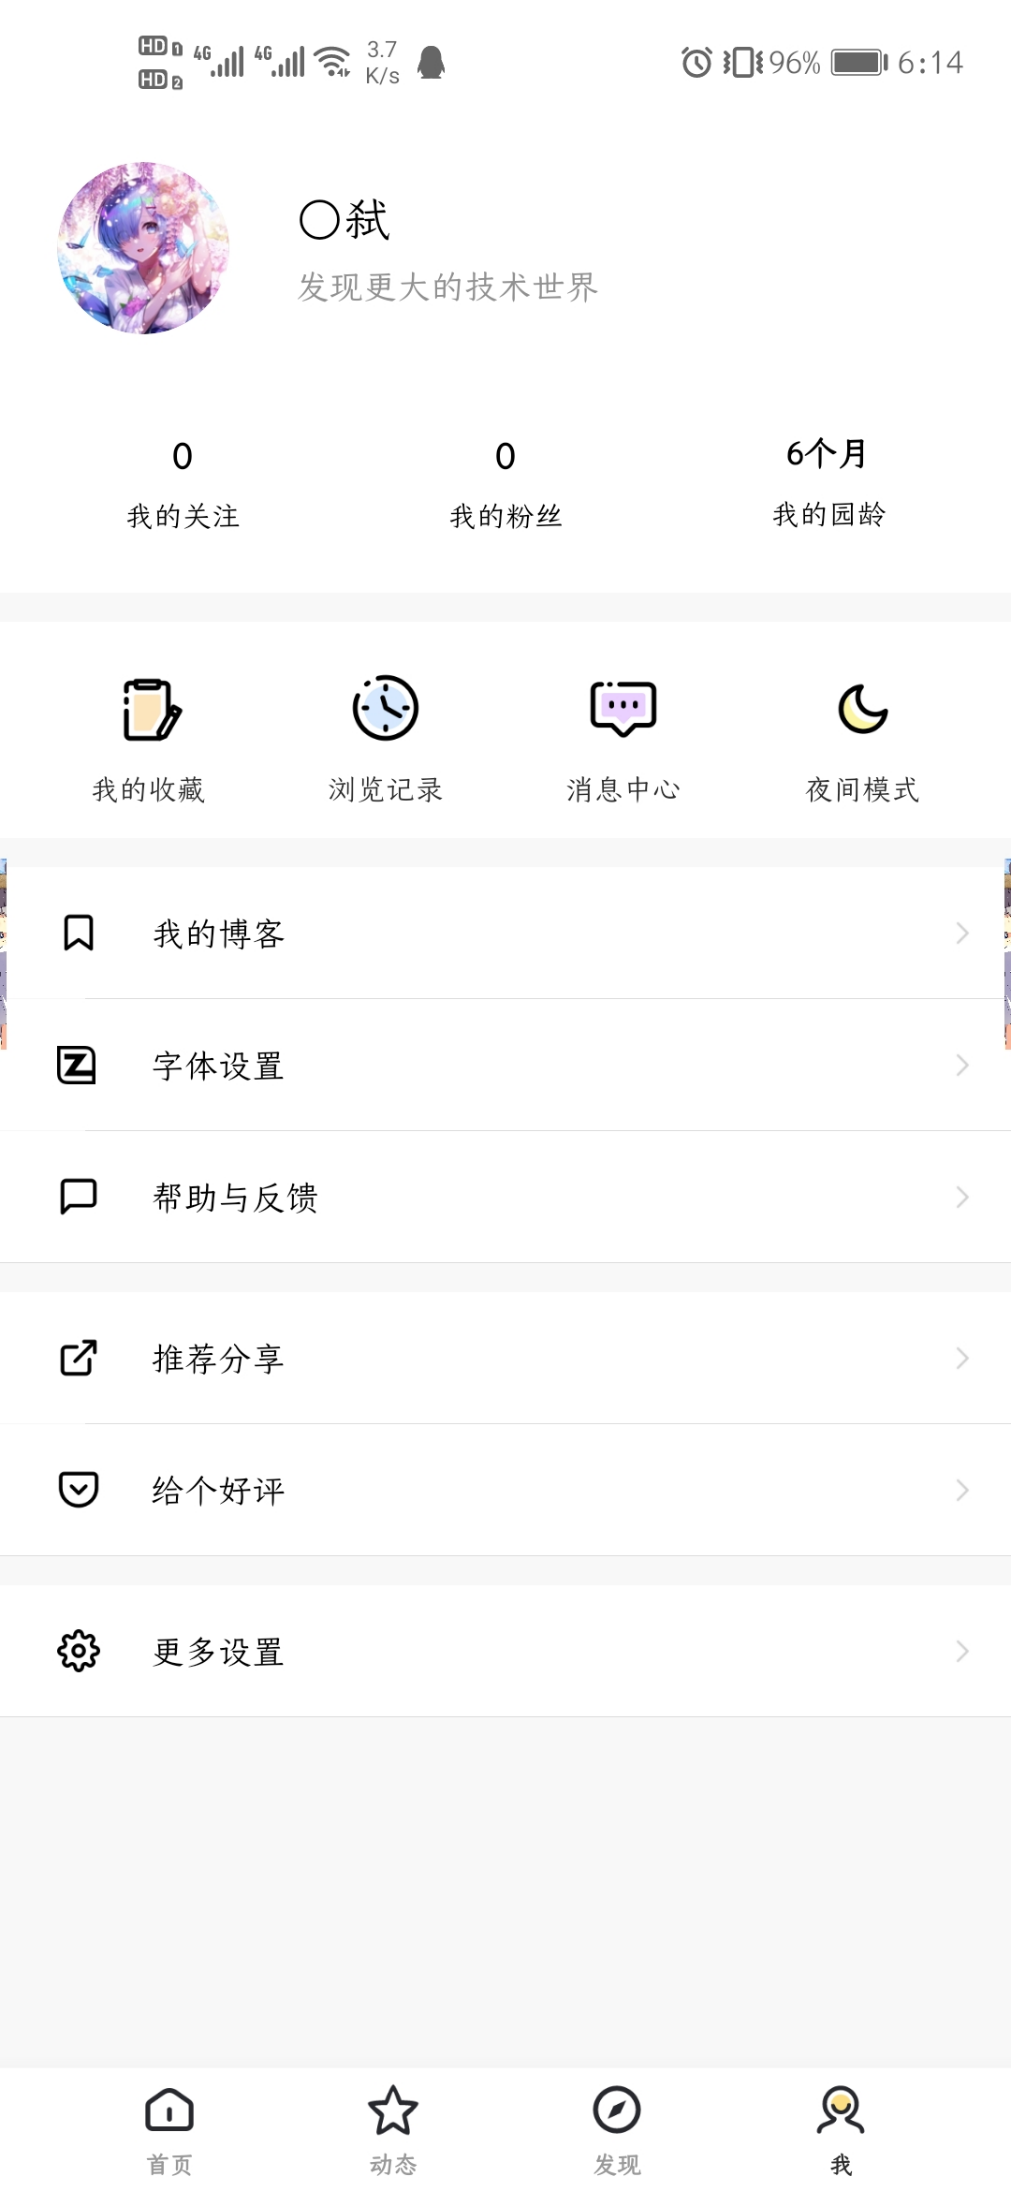 HD 1 4G 4G 3.7 96% 6:14
HD 2 K/s
〇弑
发现更大的技术世界
0 0 6个月
我的关注 我的粉丝 我的园龄
我的收藏 浏览记录 消息中心 夜间模式
我的博客
字体设置
帮助与反馈
推荐分享
给个好评
更多设置
首页 动态 发现 我